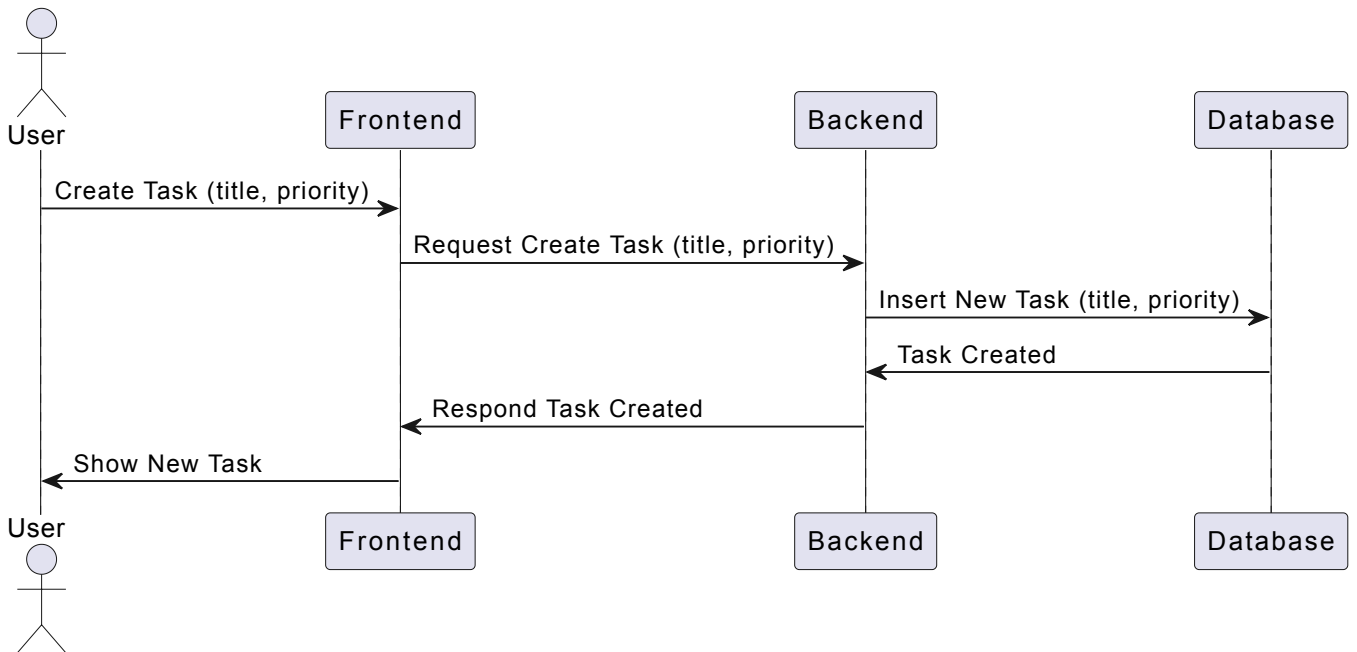 User
Frontend
Backend
Database
Create Task (title, priority)
Request Create Task (title, priority)
Insert New Task (title, priority)
Task Created
Respond Task Created
Show New Task
User
Frontend
Backend
Database